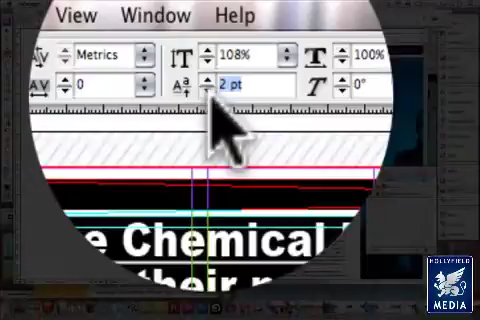 View Window Help
Metrics 108% 100%
0 2 pt 0°
e Chemical
their
HOLLYFIELD
MEDIA